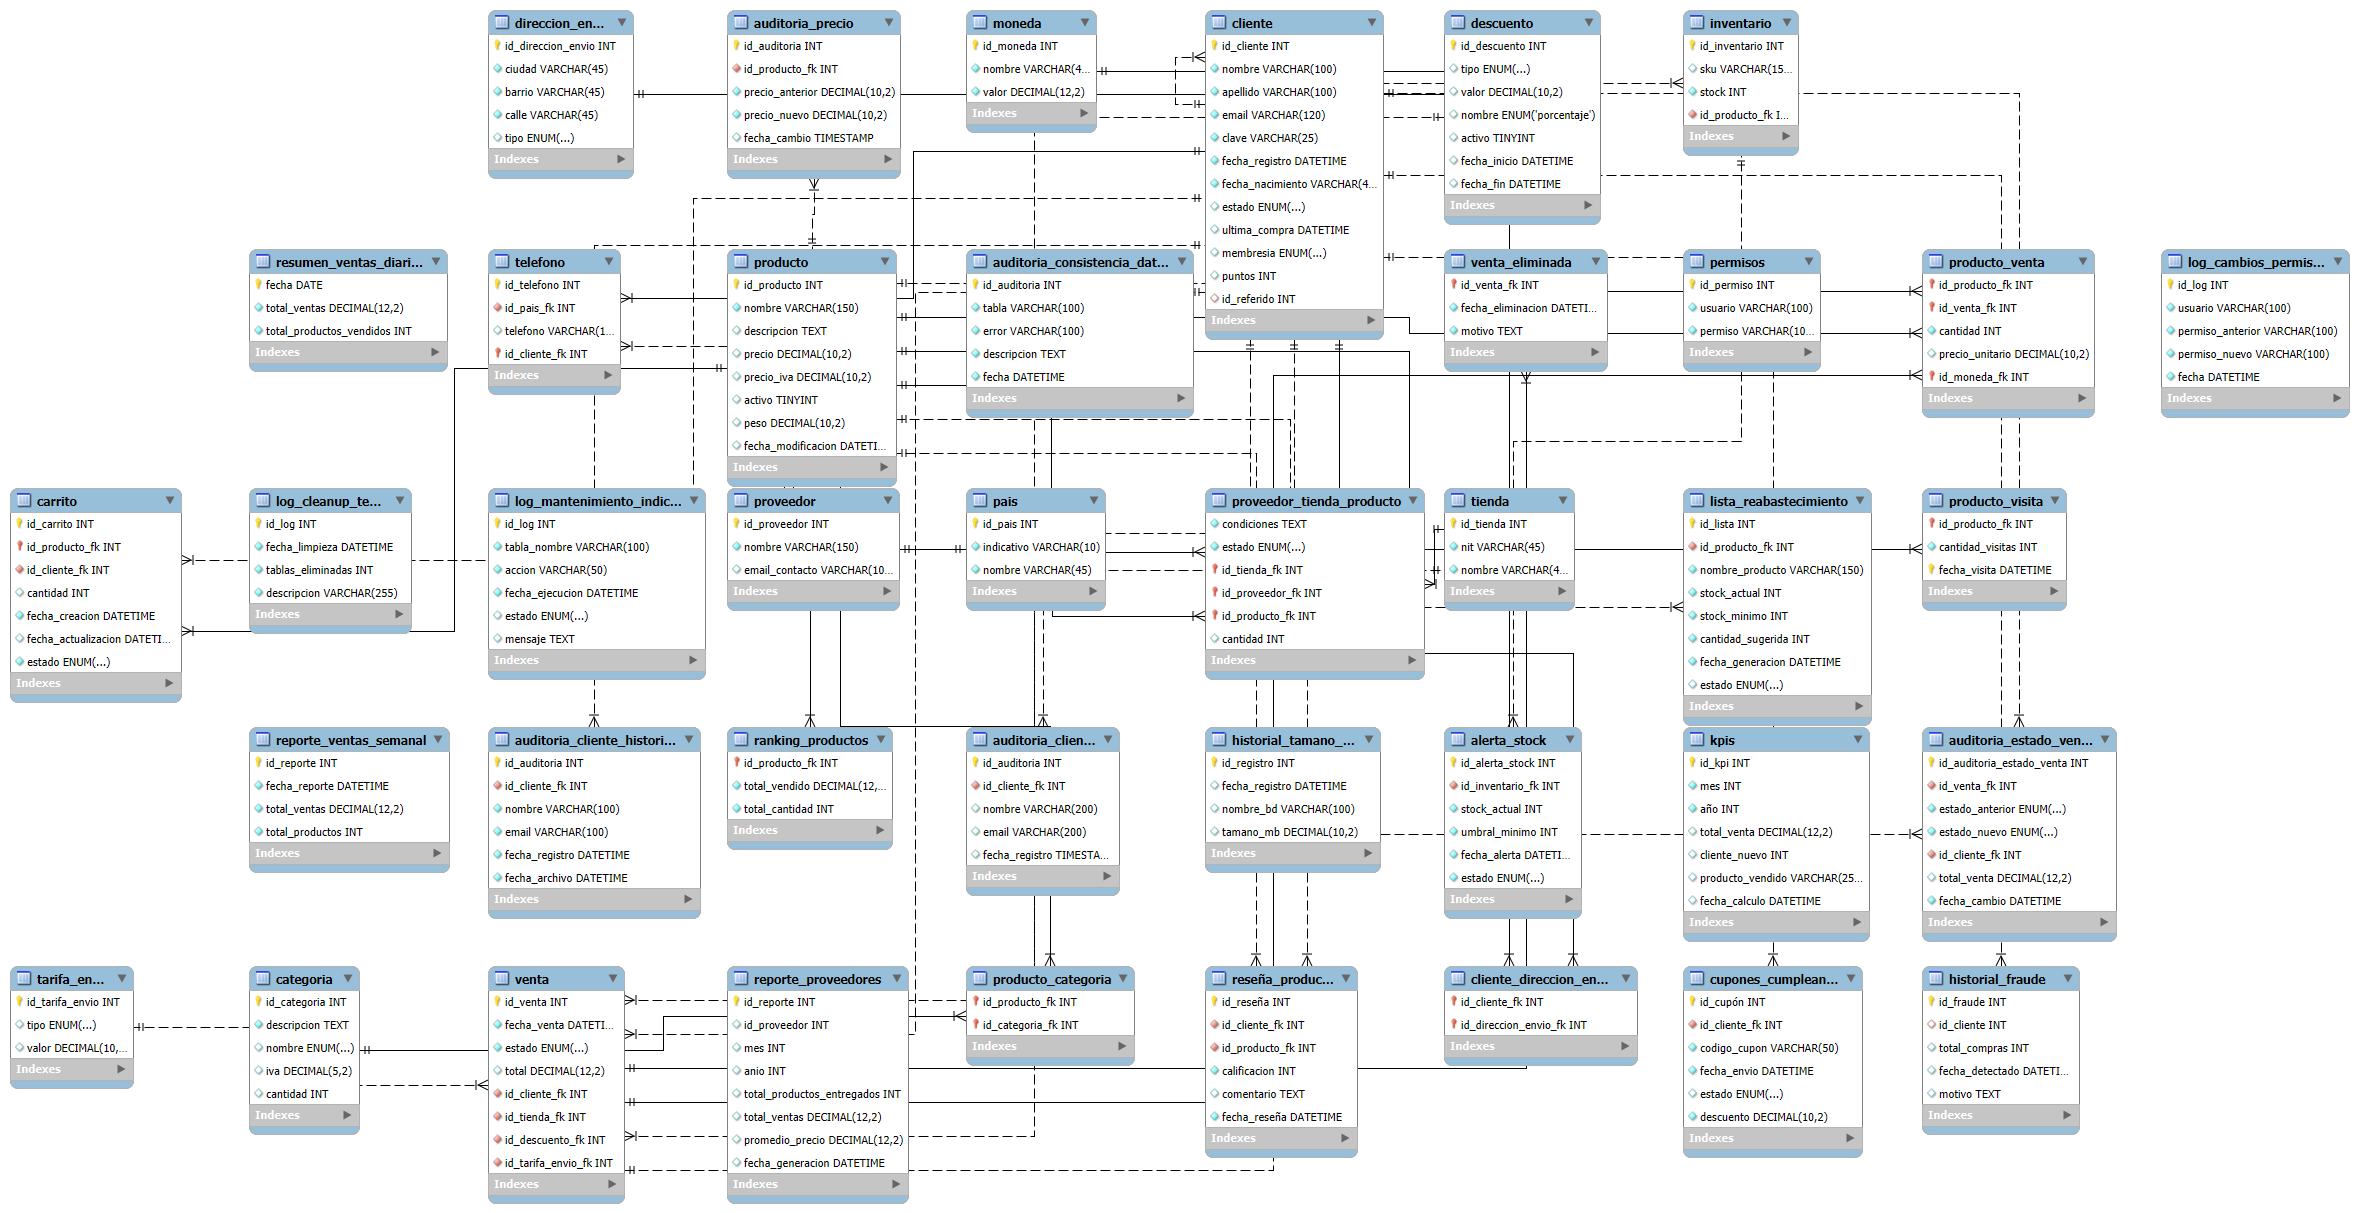 direccion_en...
id_direccion_envio INT
ciudad VARCHAR(45)
barrio VARCHAR(45)
calle VARCHAR(45)
tipo ENUM(...)
Indexes
auditoria_precio
id_auditoria INT
id_producto_fk INT
precio_anterior DECIMAL(10,2)
precio_nuevo DECIMAL(10,2)
fecha_cambio TIMESTAMP
Indexes
moneda
id_moneda INT
nombre VARCHAR(4...
valor DECIMAL(12,2)
Indexes
cliente
id_cliente INT
nombre VARCHAR(100)
apellido VARCHAR(100)
email VARCHAR(120)
clave VARCHAR(25)
fecha_registro DATETIME
fecha_nacimiento VARCHAR(4...
estado ENUM(...)
ultima_compra DATETIME
membresia ENUM(...)
puntos INT
id_referido INT
Indexes
descuento
id_descuento INT
tipo ENUM(...)
valor DECIMAL(10,2)
nombre ENUM('porcentaje')
activo TINYINT
fecha_inicio DATETIME
fecha_fin DATETIME
Indexes
inventario
id_inventario INT
sku VARCHAR(15...
stock INT
id_producto_fk I...
Indexes
resumen_ventas_diari...
fecha DATE
total_ventas DECIMAL(12,2)
total_productos_vendidos INT
Indexes
telefono
id_telefono INT
id_pais_fk INT
telefono VARCHAR(1...
id_cliente_fk INT
Indexes
producto
id_producto INT
nombre VARCHAR(150)
descripcion TEXT
precio DECIMAL(10,2)
precio_iva DECIMAL(10,2)
activo TINYINT
peso DECIMAL(10,2)
fecha_modificacion DATETI...
Indexes
auditoria_consistencia_dat...
id_auditoria INT
tabla VARCHAR(100)
error VARCHAR(100)
descripcion TEXT
fecha DATETIME
Indexes
venta_eliminada
id_venta_fk INT
fecha_eliminacion DATETI...
motivo TEXT
Indexes
permisos
id_permiso INT
usuario VARCHAR(100)
permiso VARCHAR(10...
Indexes
producto_venta
id_producto_fk INT
id_venta_fk INT
cantidad INT
precio_unitario DECIMAL(10,2)
id_moneda_fk INT
Indexes
log_cambios_permis...
id_log INT
usuario VARCHAR(100)
permiso_anterior VARCHAR(100)
permiso_nuevo VARCHAR(100)
fecha DATETIME
Indexes
carrito
id_carrito INT
id_producto_fk INT
id_cliente_fk INT
cantidad INT
fecha_creacion DATETIME
fecha_actualizacion DATETI...
estado ENUM(...)
Indexes
log_cleanup_te...
id_log INT
fecha_limpieza DATETIME
tablas_eliminadas INT
descripcion VARCHAR(255)
Indexes
log_mantenimiento_indic...
id_log INT
tabla_nombre VARCHAR(100)
accion VARCHAR(50)
fecha_ejecucion DATETIME
estado ENUM(...)
mensaje TEXT
Indexes
proveedor
id_proveedor INT
nombre VARCHAR(150)
email_contacto VARCHAR(10...
Indexes
pais
id_pais INT
indicativo VARCHAR(10)
nombre VARCHAR(45)
Indexes
proveedor_tienda_producto
condiciones TEXT
estado ENUM(...)
id_tienda_fk INT
id_proveedor_fk INT
id_producto_fk INT
cantidad INT
Indexes
tienda
id_tienda INT
nit VARCHAR(45)
nombre VARCHAR(4...
Indexes
lista_reabastecimiento
id_lista INT
id_producto_fk INT
nombre_producto VARCHAR(150)
stock_actual INT
stock_minimo INT
cantidad_sugerida INT
fecha_generacion DATETIME
estado ENUM(...)
Indexes
producto_visita
id_producto_fk INT
cantidad_visitas INT
fecha_visita DATETIME
Indexes
reporte_ventas_semanal
id_reporte INT
fecha_reporte DATETIME
total_ventas DECIMAL(12,2)
total_productos INT
Indexes
auditoria_cliente_histori...
id_auditoria INT
id_cliente_fk INT
nombre VARCHAR(100)
email VARCHAR(100)
fecha_registro DATETIME
fecha_archivo DATETIME
Indexes
ranking_productos
id_producto_fk INT
total_vendido DECIMAL(12,...
total_cantidad INT
Indexes
auditoria_clien...
id_auditoria INT
id_cliente_fk INT
nombre VARCHAR(200)
email VARCHAR(200)
fecha_registro TIMESTA...
Indexes
historial_tamano_...
id_registro INT
fecha_registro DATETIME
nombre_bd VARCHAR(100)
tamano_mb DECIMAL(10,2)
Indexes
alerta_stock
id_alerta_stock INT
id_inventario_fk INT
stock_actual INT
umbral_minimo INT
fecha_alerta DATETI...
estado ENUM(...)
Indexes
kpis
id_kpi INT
mes INT
año INT
total_venta DECIMAL(12,2)
cliente_nuevo INT
producto_vendido VARCHAR(25...
fecha_calculo DATETIME
Indexes
auditoria_estado_ven...
id_auditoria_estado_venta INT
id_venta_fk INT
estado_anterior ENUM(...)
estado_nuevo ENUM(...)
id_cliente_fk INT
total_venta DECIMAL(12,2)
fecha_cambio DATETIME
Indexes
tarifa_en...
id_tarifa_envio INT
tipo ENUM(...)
valor DECIMAL(10,...
Indexes
categoria
id_categoria INT
descripcion TEXT
nombre ENUM(...)
iva DECIMAL(5,2)
cantidad INT
Indexes
venta
id_venta INT
fecha_venta DATETI...
estado ENUM(...)
total DECIMAL(12,2)
id_cliente_fk INT
id_tienda_fk INT
id_descuento_fk INT
id_tarifa_envio_fk INT
Indexes
reporte_proveedores
id_reporte INT
id_proveedor INT
mes INT
anio INT
total_productos_entregados INT
total_ventas DECIMAL(12,2)
promedio_precio DECIMAL(12,2)
fecha_generacion DATETIME
Indexes
producto_categoria
id_producto_fk INT
id_categoria_fk INT
Indexes
reseña_produc...
id_reseña INT
id_cliente_fk INT
id_producto_fk INT
calificacion INT
comentario TEXT
fecha_reseña DATETIME
Indexes
cliente_direccion_en...
id_cliente_fk INT
id_direccion_envio_fk INT
Indexes
cupones_cumplean...
id_cupón INT
id_cliente_fk INT
codigo_cupon VARCHAR(50)
fecha_envio DATETIME
estado ENUM(...)
descuento DECIMAL(10,2)
Indexes
historial_fraude
id_fraude INT
id_cliente INT
total_compras INT
fecha_detectado DATETI...
motivo TEXT
Indexes